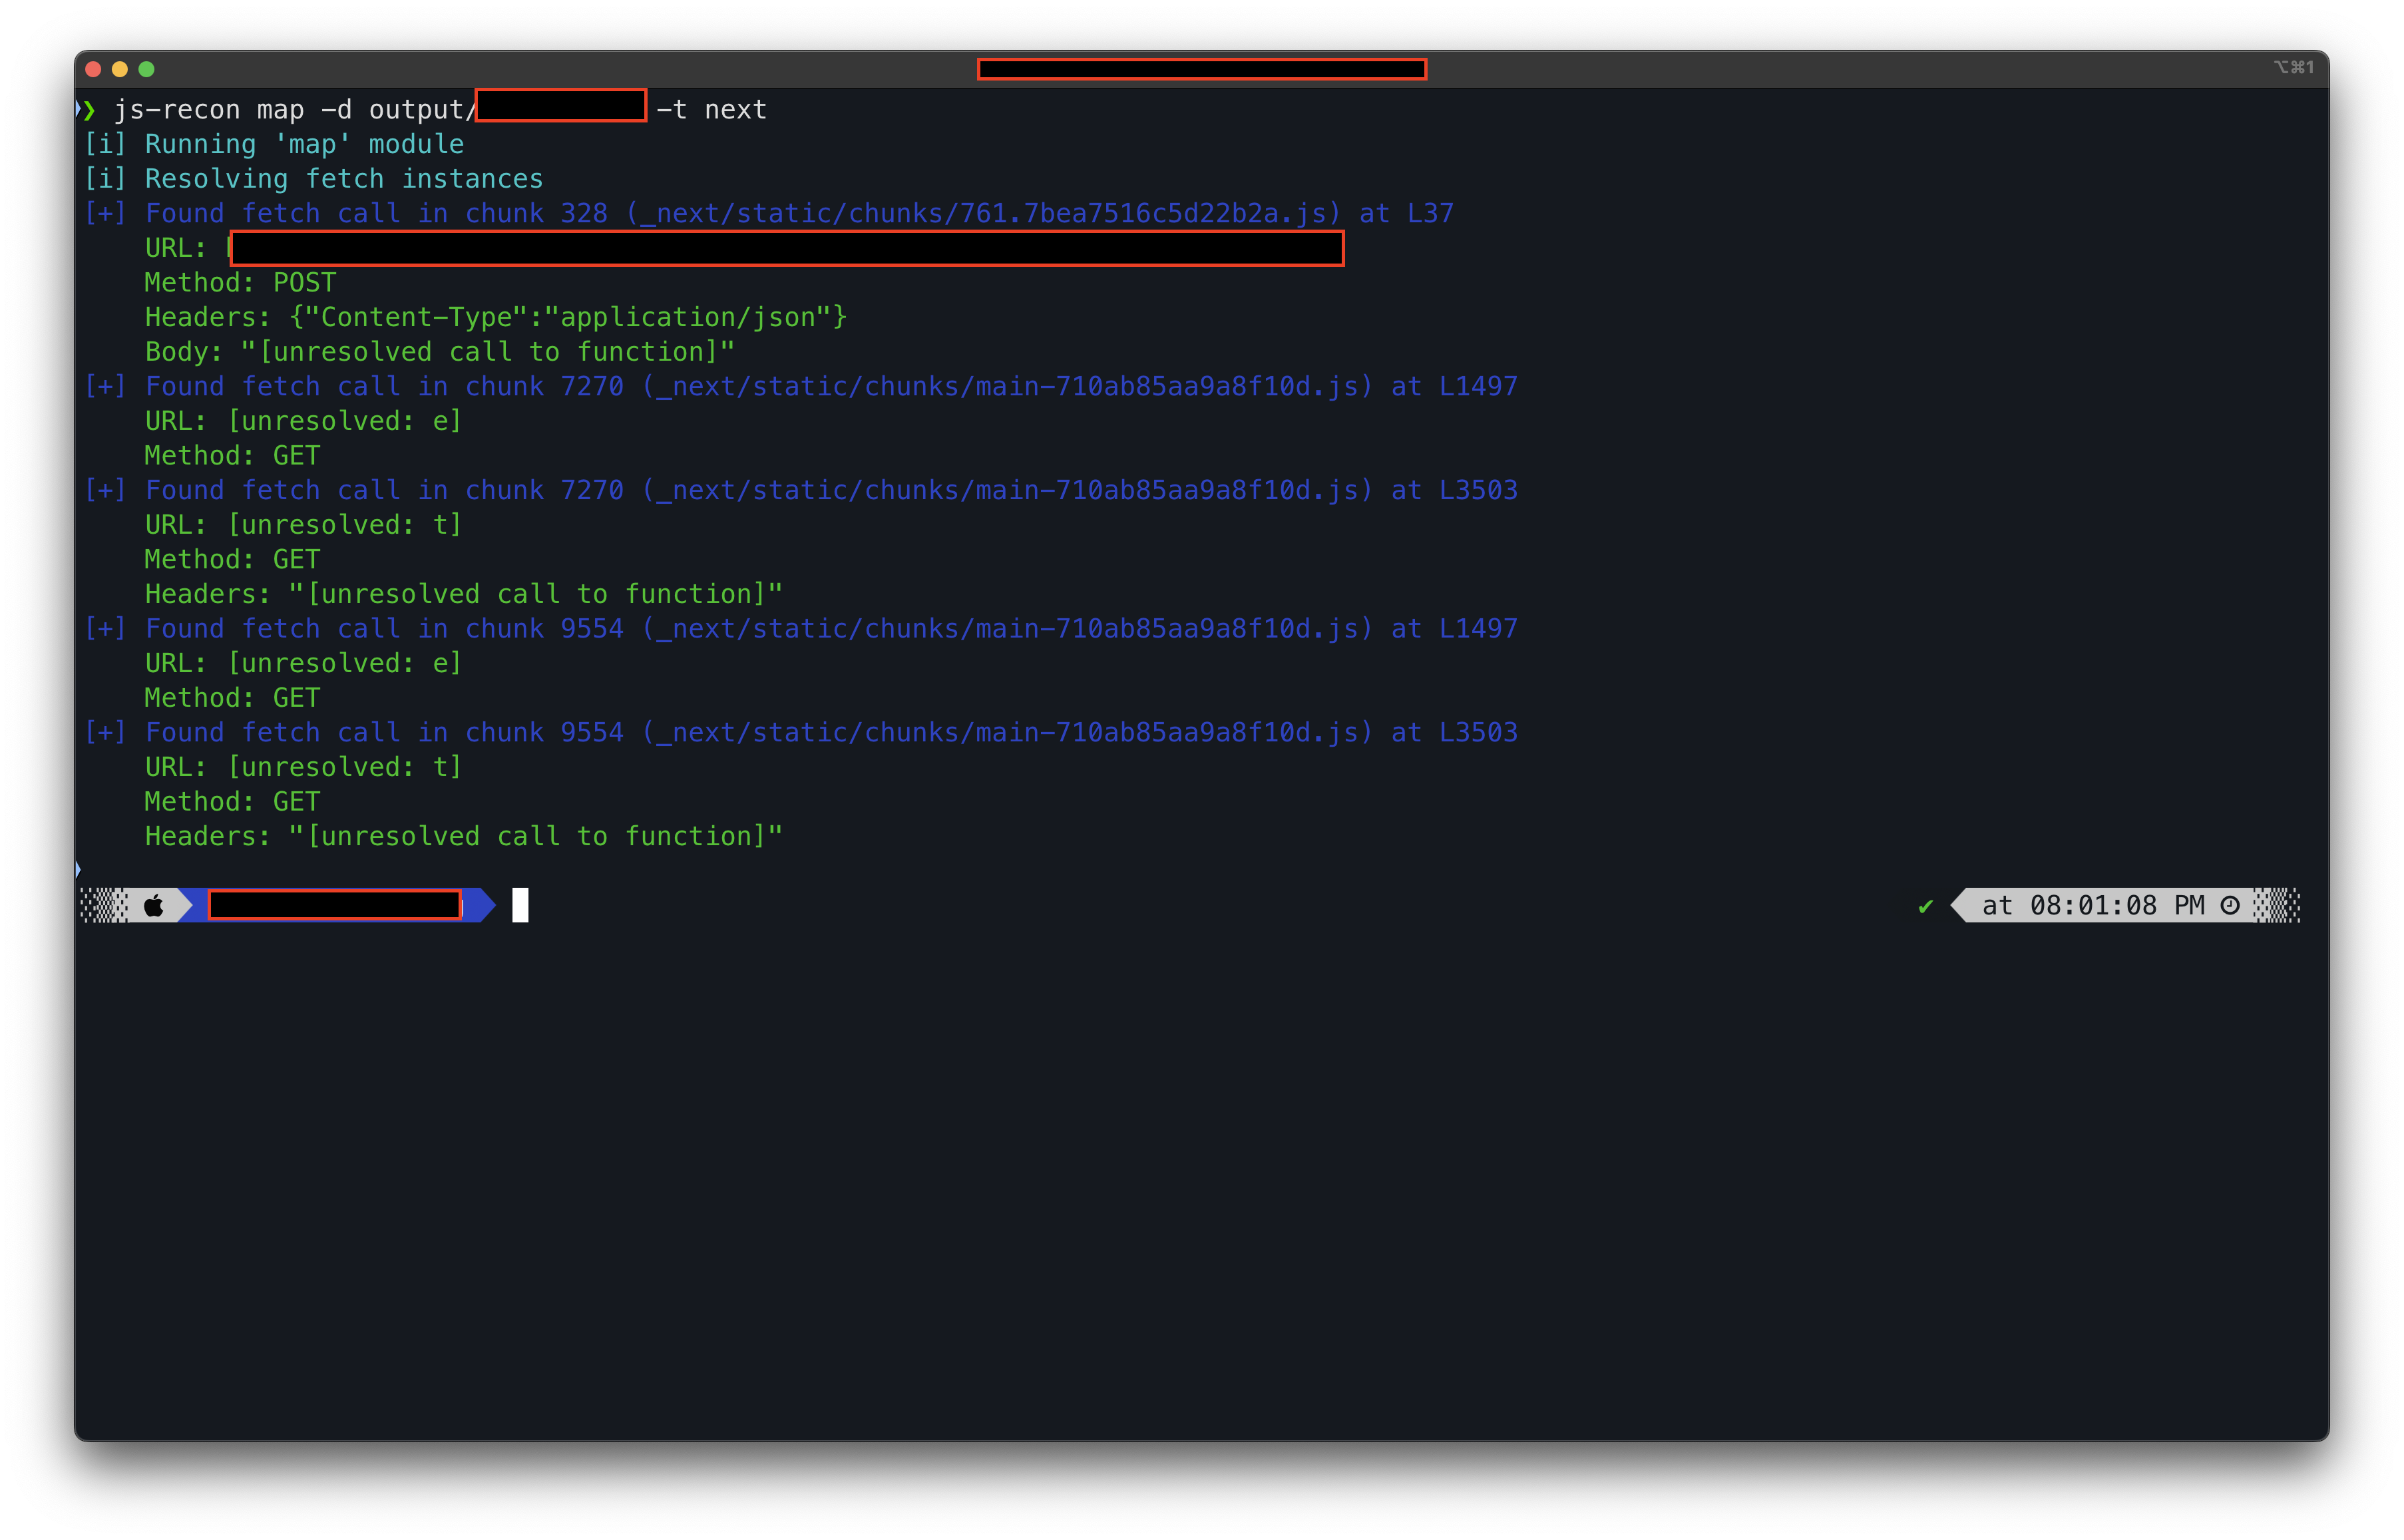 ⌥⌘1
❯ js-recon map -d output/ -t next
[i] Running 'map' module
[i] Resolving fetch instances
[+] Found fetch call in chunk 328 (_next/static/chunks/761.7bea7516c5d22b2a.js) at L37
URL:
Method: POST
Headers: {"Content-Type":"application/json"}
Body: "[unresolved call to function]"
[+] Found fetch call in chunk 7270 (_next/static/chunks/main-710ab85aa9a8f10d.js) at L1497
URL: [unresolved: e]
Method: GET
[+] Found fetch call in chunk 7270 (_next/static/chunks/main-710ab85aa9a8f10d.js) at L3503
URL: [unresolved: t]
Method: GET
Headers: "[unresolved call to function]"
[+] Found fetch call in chunk 9554 (_next/static/chunks/main-710ab85aa9a8f10d.js) at L1497
URL: [unresolved: e]
Method: GET
[+] Found fetch call in chunk 9554 (_next/static/chunks/main-710ab85aa9a8f10d.js) at L3503
URL: [unresolved: t]
Method: GET
Headers: "[unresolved call to function]"
✔ at 08:01:08 PM